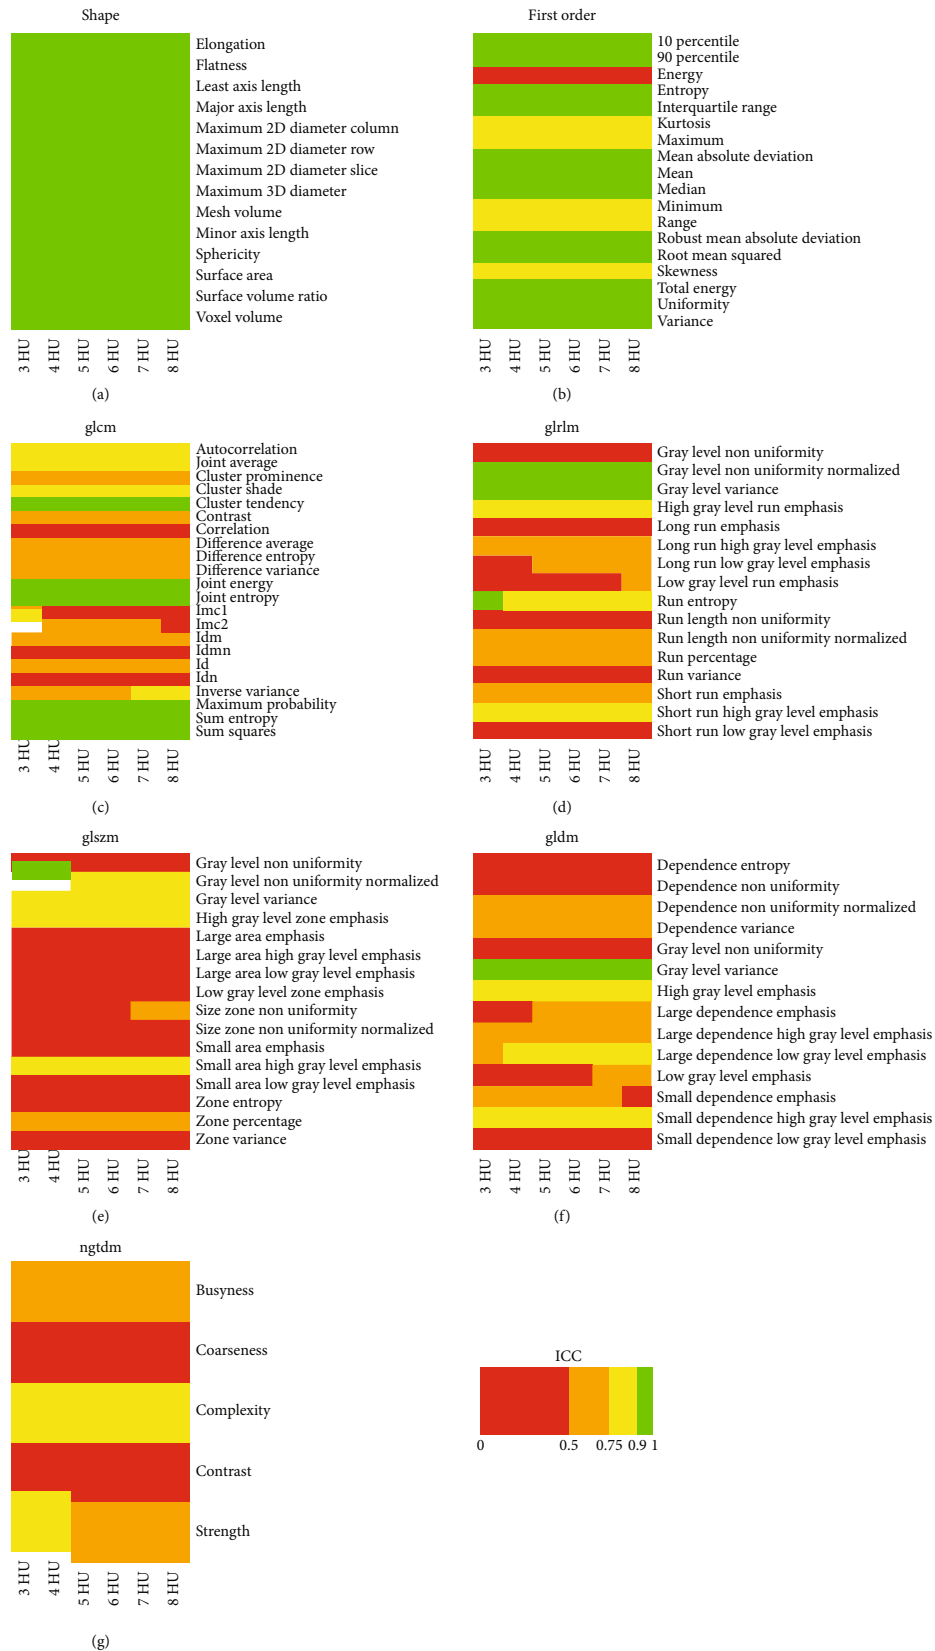 Shape
Elongation
Flatness
Least axis length
Major axis length
Maximum 2D diameter column
Maximum 2D diameter row
Maximum 2D diameter slice
Maximum 3D diameter
Mesh volume
Minor axis length
Sphericity
Surface area
Surface volume ratio
Voxel volume
3 HU
4 HU
5 HU
6 HU
7 HU
8 HU
(a)
First order
10 percentile
90 percentile
Energy
Entropy
Interquartile range
Kurtosis
Maximum
Mean absolute deviation
Mean
Median
Minimum
Range
Robust mean absolute deviation
Root mean squared
Skewness
Total energy
Uniformity
Variance
3 HU
4 HU
5 HU
6 HU
7 HU
8 HU
(b)
glcm
Autocorrelation
Joint average
Cluster prominence
Cluster shade
Cluster tendency
Contrast
Correlation
Difference average
Difference entropy
Difference variance
Joint energy
Joint entropy
Imc1
Imc2
Idm
Idmn
Id
Idn
Inverse variance
Maximum probability
Sum entropy
Sum squares
3 HU
4 HU
5 HU
6 HU
7 HU
8 HU
(c)
glrlm
Gray level non uniformity
Gray level non uniformity normalized
Gray level variance
High gray level run emphasis
Long run emphasis
Long run high gray level emphasis
Long run low gray level emphasis
Low gray level run emphasis
Run entropy
Run length non uniformity
Run length non uniformity normalized
Run percentage
Run variance
Short run emphasis
Short run high gray level emphasis
Short run low gray level emphasis
3 HU
4 HU
5 HU
6 HU
7 HU
8 HU
(d)
glszm
Gray level non uniformity
Gray level non uniformity normalized
Gray level variance
High gray level zone emphasis
Large area emphasis
Large area high gray level emphasis
Large area low gray level emphasis
Low gray level zone emphasis
Size zone non uniformity
Size zone non uniformity normalized
Small area emphasis
Small area high gray level emphasis
Small area low gray level emphasis
Zone entropy
Zone percentage
Zone variance
3 HU
4 HU
5 HU
6 HU
7 HU
8 HU
(e)
gldm
Dependence entropy
Dependence non uniformity
Dependence non uniformity normalized
Dependence variance
Gray level non uniformity
Gray level variance
High gray level emphasis
Large dependence emphasis
Large dependence high gray level emphasis
Large dependence low gray level emphasis
Low gray level emphasis
Small dependence emphasis
Small dependence high gray level emphasis
Small dependence low gray level emphasis
3 HU
4 HU
5 HU
6 HU
7 HU
8 HU
(f)
ngtdm
Busyness
Coarseness
Complexity
Contrast
Strength
3 HU
4 HU
5 HU
6 HU
7 HU
8 HU
(g)
ICC
0 0.5 0.75 0.9 1